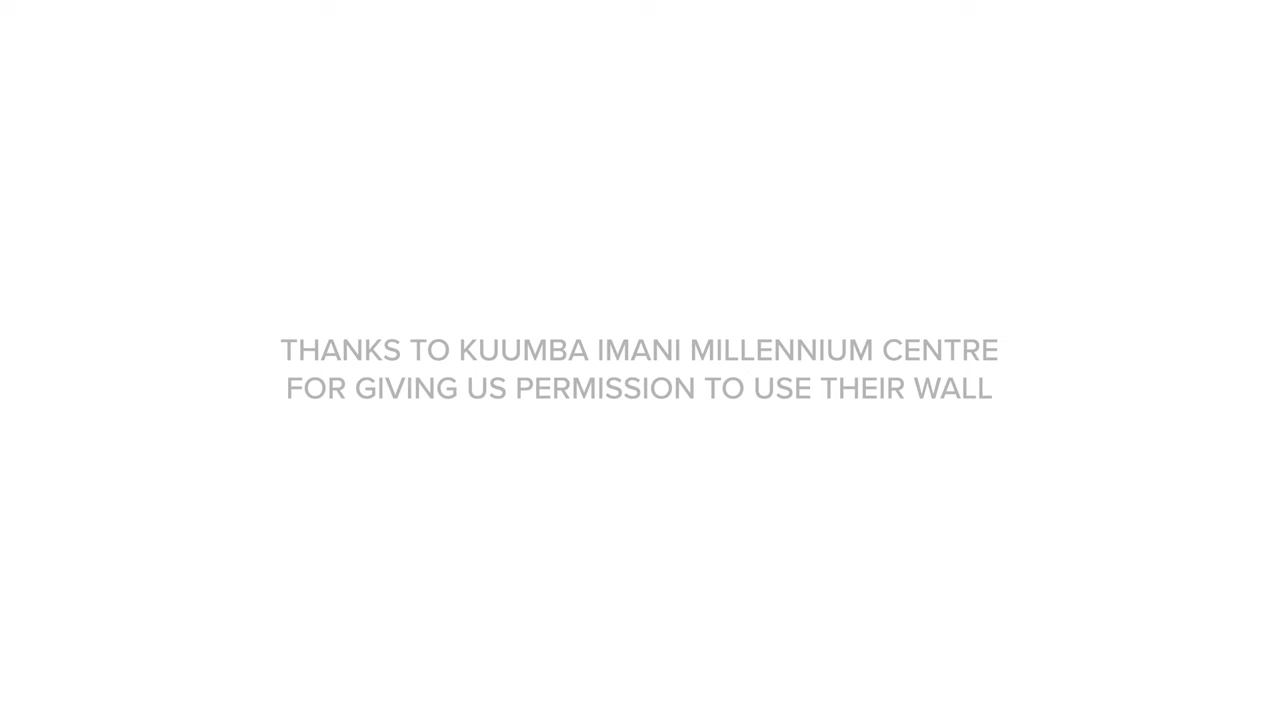 THANKS TO KUUMBA IMANI MILLENNIUM CENTRE
FOR GIVING US PERMISSION TO USE THEIR WALL